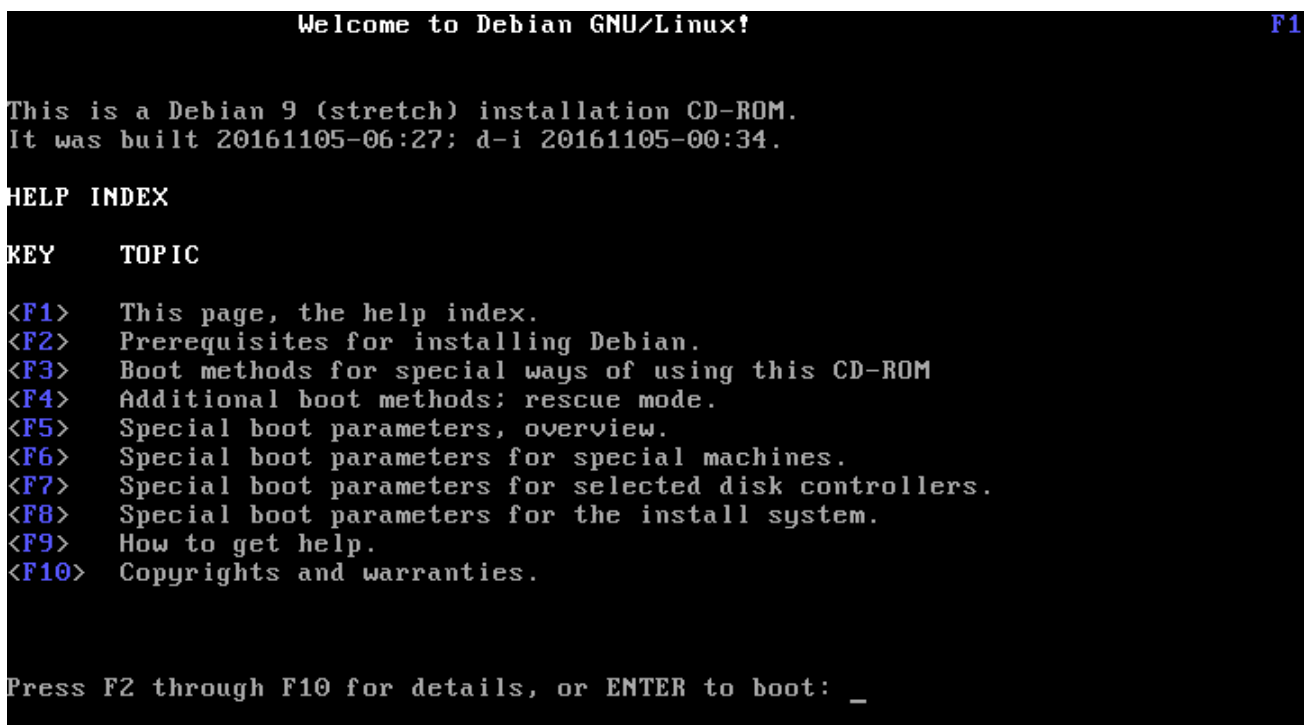 Welcome to Debian GNU/Linux! F1
This is a Debian 9 (stretch) installation CD-ROM.
It was built 20161105-06:27; d-i 20161105-00:34.
HELP INDEX
KEY TOPIC
<F1> This page, the help index.
<F2> Prerequisites for installing Debian.
<F3> Boot methods for special ways of using this CD-ROM
<F4> Additional boot methods; rescue mode.
<F5> Special boot parameters, overview.
<F6> Special boot parameters for special machines.
<F7> Special boot parameters for selected disk controllers.
<F8> Special boot parameters for the install system.
<F9> How to get help.
<F10> Copyrights and warranties.
Press F2 through F10 for details, or ENTER to boot: _